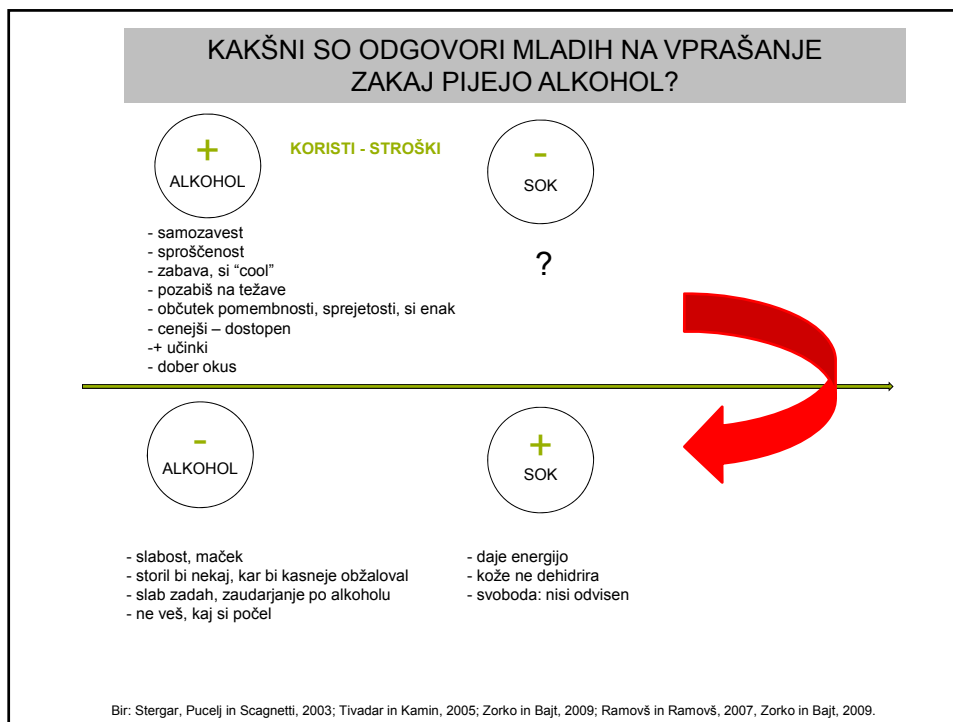 KAKŠNI SO ODGOVORI MLADIH NA VPRAŠANJE
ZAKAJ PIJEJO ALKOHOL?
+
ALKOHOL
KORISTI - STROŠKI
-
SOK
- samozavest
- sproščenost
- zabava, si “cool”
- pozabiš na težave
- občutek pomembnosti, sprejetosti, si enak
- cenejši – dostopen
-+ učinki
- dober okus
?
-
ALKOHOL
+
SOK
- slabost, maček
- storil bi nekaj, kar bi kasneje obžaloval
- slab zadah, zaudarjanje po alkoholu
- ne veš, kaj si počel
- daje energijo
- kože ne dehidrira
- svoboda: nisi odvisen
Bir: Stergar, Pucelj in Scagnetti, 2003; Tivadar in Kamin, 2005; Zorko in Bajt, 2009; Ramovš in Ramovš, 2007, Zorko in Bajt, 2009.